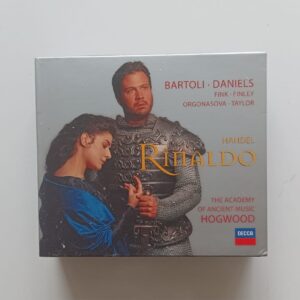 BARTOLI · DANIELS
FINK · FINLEY
ORGONASOVA · TAYLOR
HANDEL
RINALDO
THE ACADEMY
OF ANCIENT MUSIC
HOGWOOD
DECCA